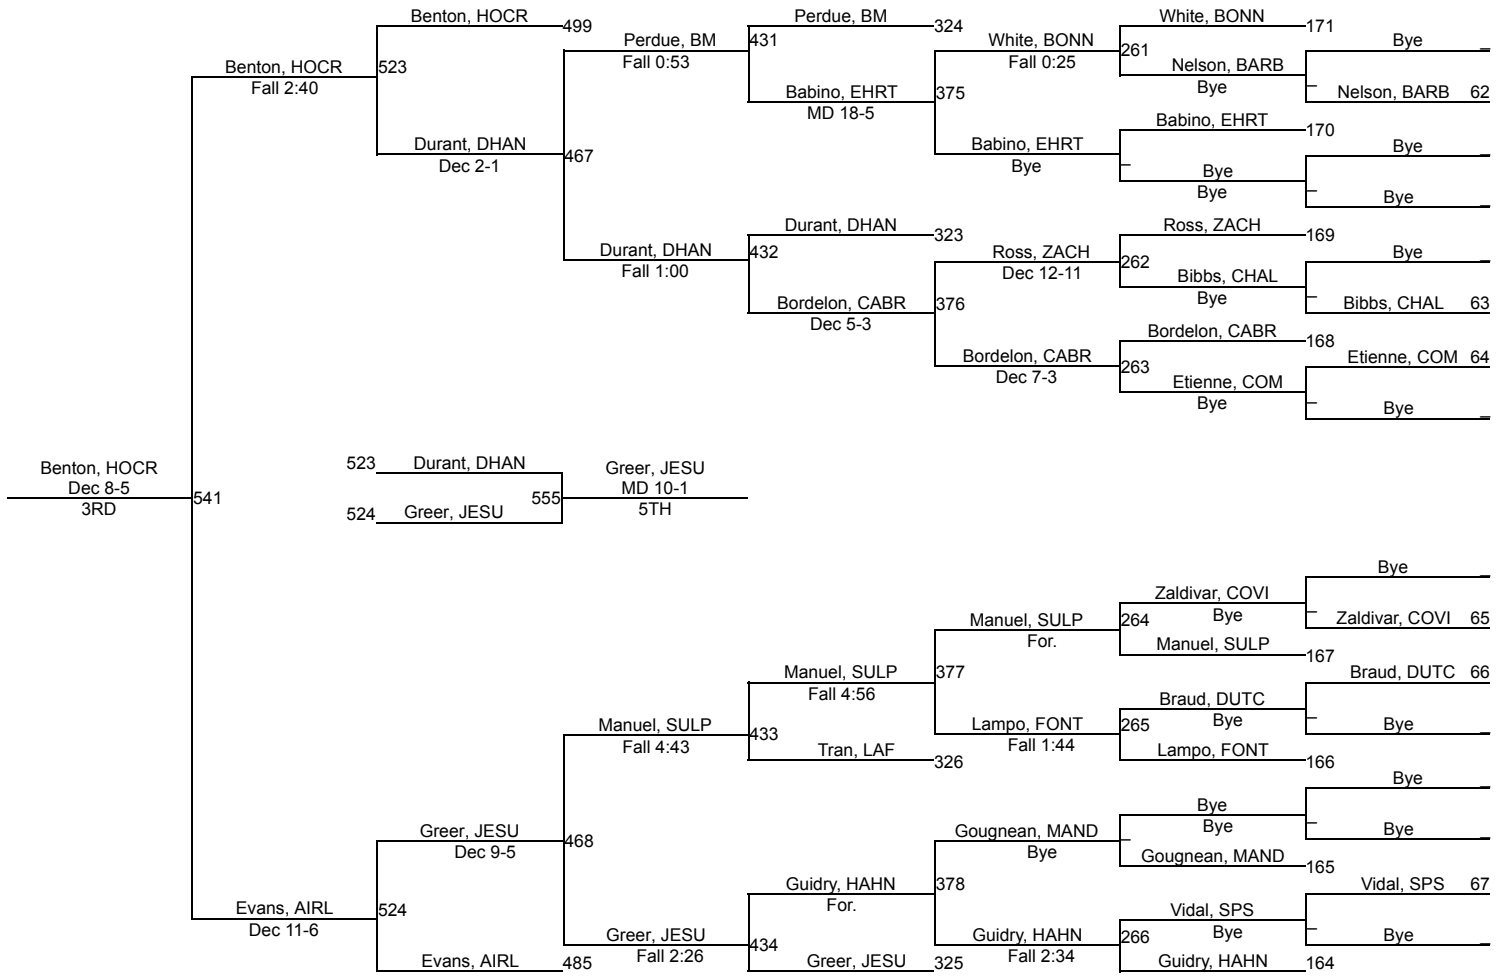 Benton, HOCR
499
Perdue, BM
324
White, BONN
171
Perdue, BM
431
White, BONN
261
Bye
Fall 0:53
Fall 0:25
Benton, HOCR
523
Nelson, BARB
Fall 2:40
Bye
Babino, EHRT
375
Nelson, BARB 62
MD 18-5
Babino, EHRT
170
Durant, DHAN
467
Babino, EHRT
Bye
Dec 2-1
Bye
Bye
Bye
Bye
Durant, DHAN
323
Ross, ZACH
169
Durant, DHAN
432
Ross, ZACH
262
Bye
Fall 1:00
Dec 12-11
Bibbs, CHAL
Bye
Bordelon, CABR
376
Bibbs, CHAL 63
Dec 5-3
Bordelon, CABR
168
Bordelon, CABR
263
Etienne, COM 64
Dec 7-3
Etienne, COM
Bye
Bye
Benton, HOCR
Dec 8-5
3RD
541
523
Durant, DHAN
Greer, JESU
MD 10-1
5TH
555
524
Greer, JESU
Bye
Zaldivar, COVI
Bye
Manuel, SULP
264
Zaldivar, COVI 65
For.
Manuel, SULP
167
Manuel, SULP
377
Braud, DUTC 66
Fall 4:56
Braud, DUTC
Bye
Manuel, SULP
433
Lampo, FONT
265
Bye
Fall 4:43
Fall 1:44
Tran, LAF
326
Lampo, FONT
166
Bye
Bye
Bye
Greer, JESU
468
Gougnean, MAND
Bye
Dec 9-5
Bye
Gougnean, MAND
165
Guidry, HAHN
378
Vidal, SPS 67
For.
Evans, AIRL
524
Vidal, SPS
Dec 11-6
Bye
Greer, JESU
434
Guidry, HAHN
266
Bye
Fall 2:26
Fall 2:34
Evans, AIRL
485
Greer, JESU
325
Guidry, HAHN
164